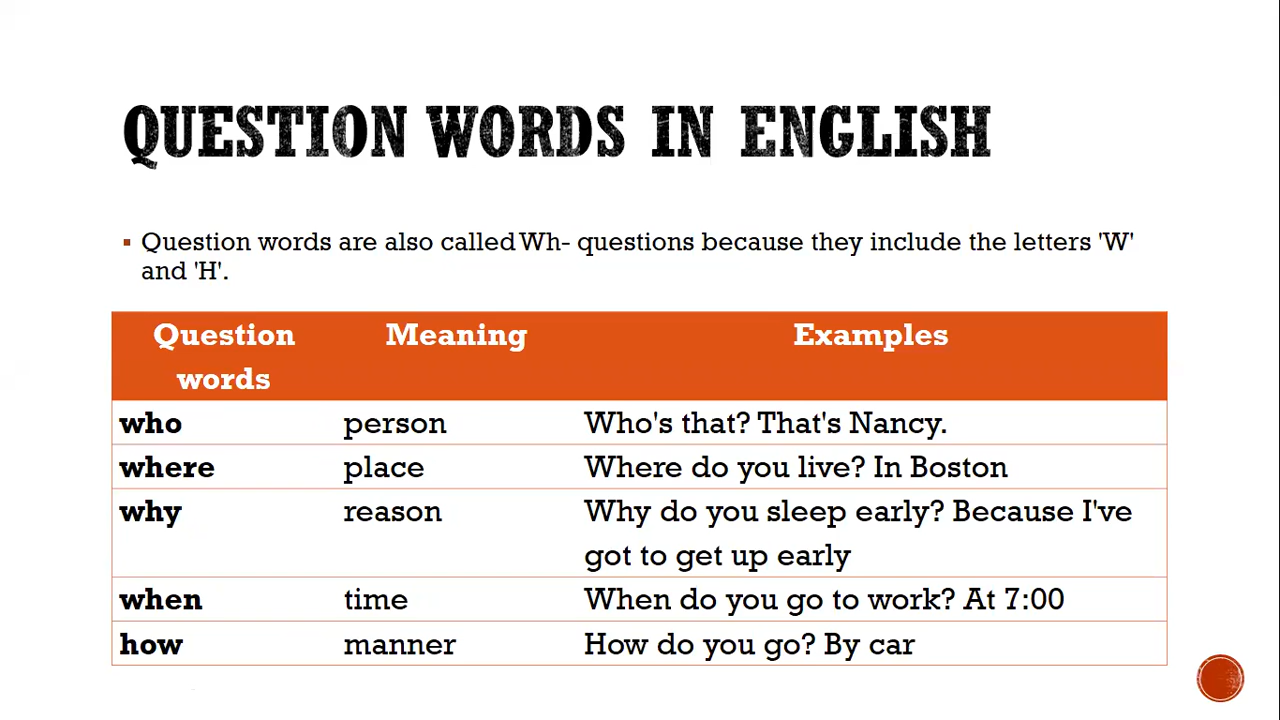 QUESTION WORDS IN ENGLISH
Question words are also called Wh- questions because they include the letters 'W'
and 'H'.
Question Meaning Examples
words
who person Who's that? That's Nancy.
where place Where do you live? In Boston
why reason Why do you sleep early? Because I've
got to get up early
when time When do you go to work? At 7:00
how manner How do you go? By car